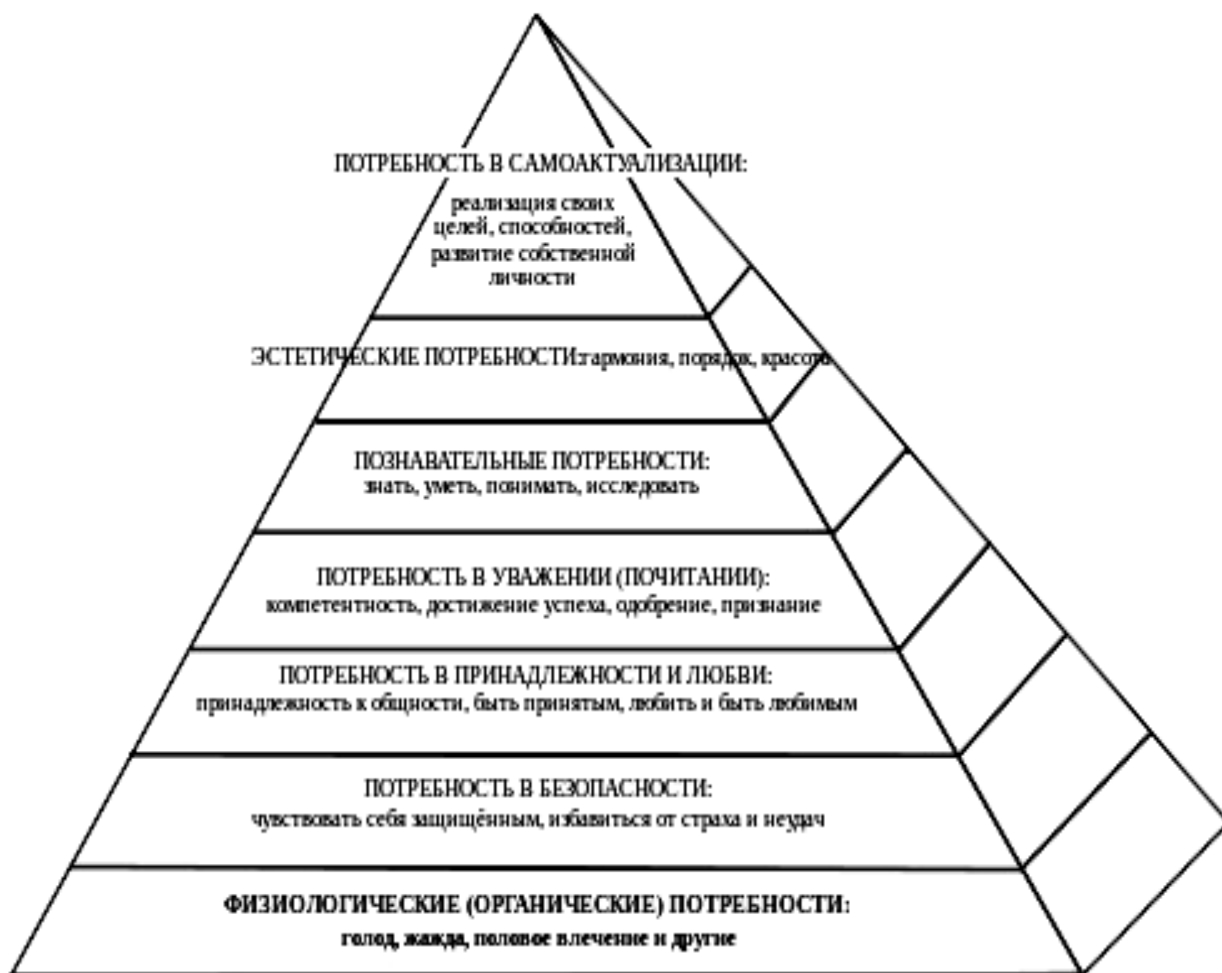 ПОТРЕБНОСТЬ В САМОАКТУАЛИЗАЦИИ:
реализация своих
целей, способностей,
развитие собственной
личности
ЭСТЕТИЧЕСКИЕ ПОТРЕБНОСТИ:гармония, порядок, красота
ПОЗНАВАТЕЛЬНЫЕ ПОТРЕБНОСТИ:
знать, уметь, понимать, исследовать
ПОТРЕБНОСТЬ В УВАЖЕНИИ (ПОЧИТАНИИ):
компетентность, достижение успеха, одобрение, признание
ПОТРЕБНОСТЬ В ПРИНАДЛЕЖНОСТИ И ЛЮБВИ:
принадлежность к общности, быть принятым, любить и быть любимым
ПОТРЕБНОСТЬ В БЕЗОПАСНОСТИ:
чувствовать себя защищённым, избавиться от страха и неудач
ФИЗИОЛОГИЧЕСКИЕ (ОРГАНИЧЕСКИЕ) ПОТРЕБНОСТИ:
голод, жажда, половое влечение и другие